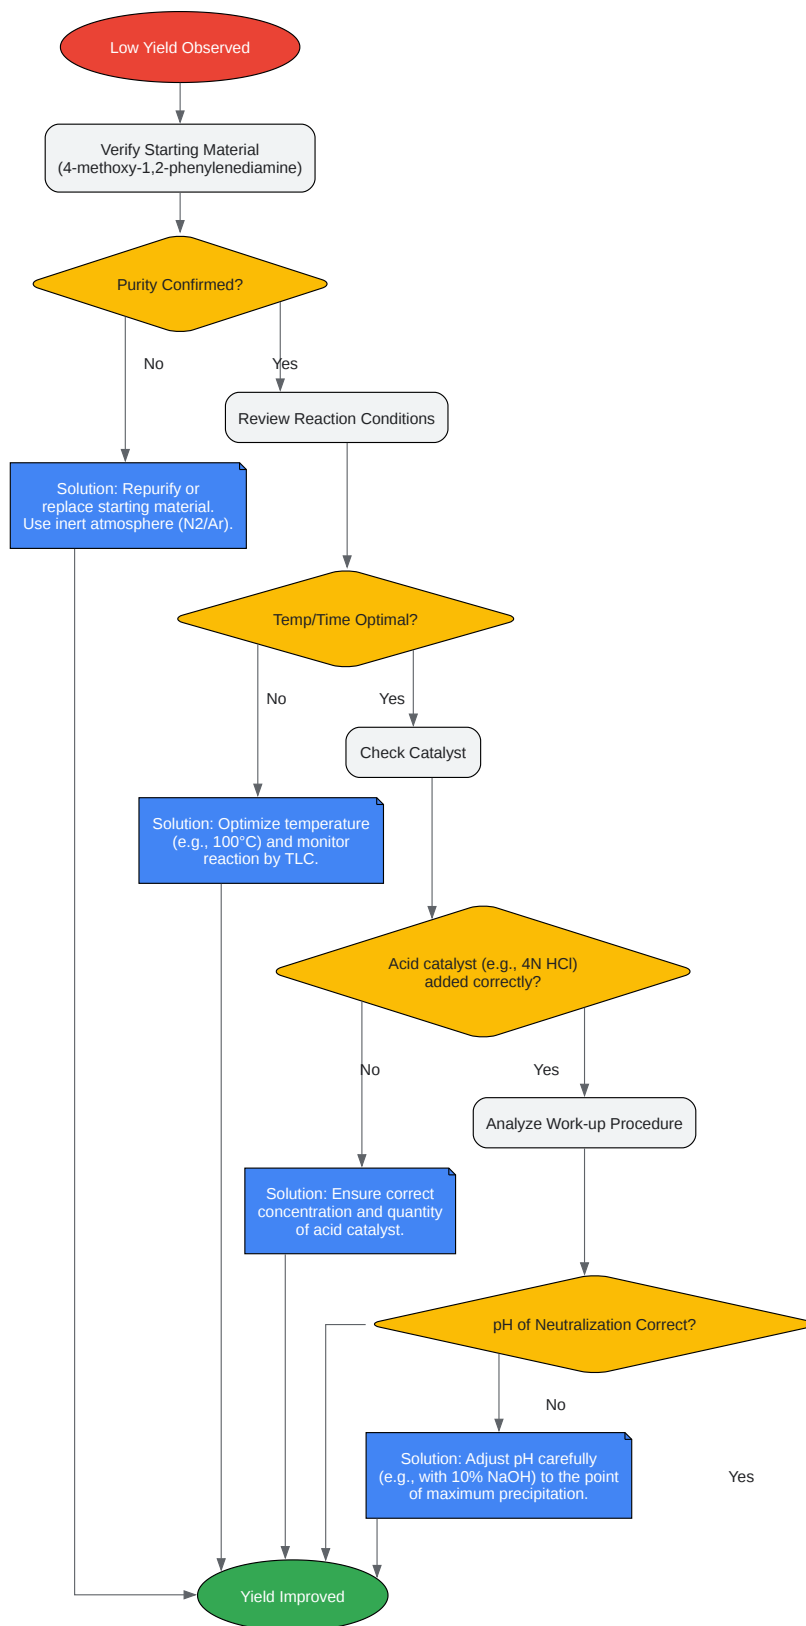 Low Yield Observed
Verify Starting Material
(4-methoxy-1,2-phenylenediamine)
Purity Confirmed?
No
Yes
Review Reaction Conditions
Solution: Repurify or
replace starting material.
Use inert atmosphere (N2/Ar).
Temp/Time Optimal?
No
Yes
Check Catalyst
Solution: Optimize temperature
(e.g., 100°C) and monitor
reaction by TLC.
Acid catalyst (e.g., 4N HCl)
added correctly?
No
Yes
Analyze Work-up Procedure
Solution: Ensure correct
concentration and quantity
of acid catalyst.
pH of Neutralization Correct?
No
Solution: Adjust pH carefully
(e.g., with 10% NaOH) to the point
of maximum precipitation.
Yes
Yield Improved